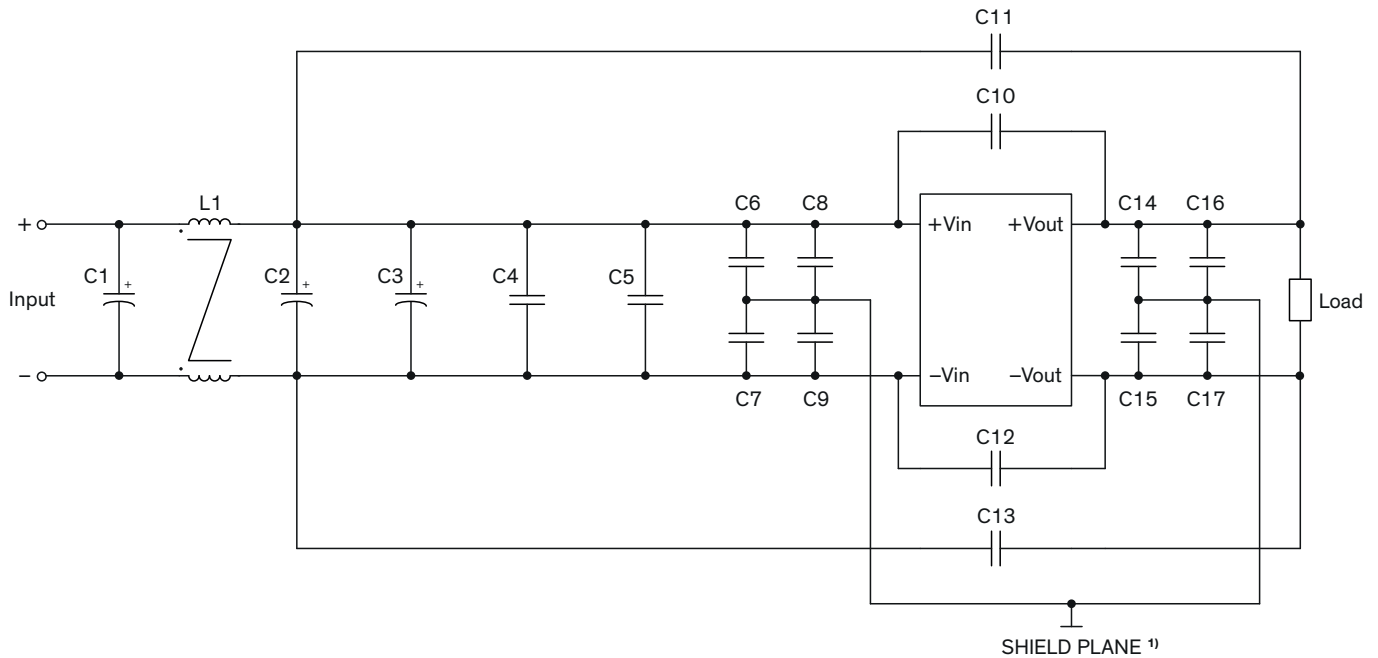 C11
C10
L1
C6
C8
C14
C16
+
+Vin
+Vout
C1
+
C2
+
C3
+
C4
C5
Input
Load
−
−Vin
−Vout
C7
C9
C15
C17
C12
C13
SHIELD PLANE ¹⁾